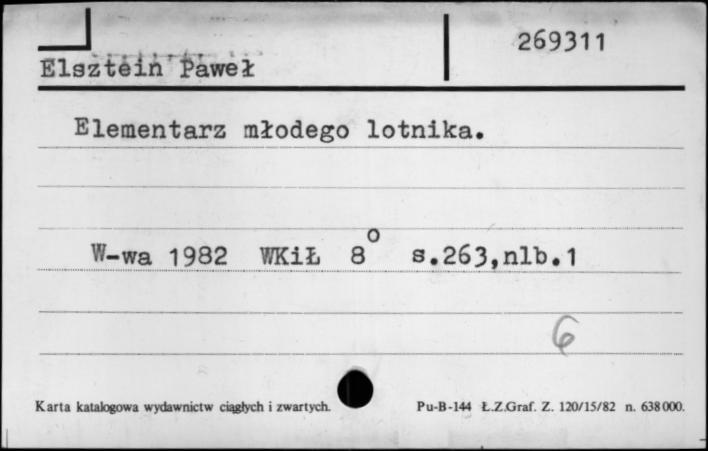 269311
Elsztein Paweł
Elementarz młodego lotnika.
W-wa 1982 WKiŁ 8° s.263,nlb.1
6
Karta katalogowa wydawnictw ciągłych i zwartych. Pu-B-144 Ł.Z.Graf. Z. 120/15/82 n. 638000.